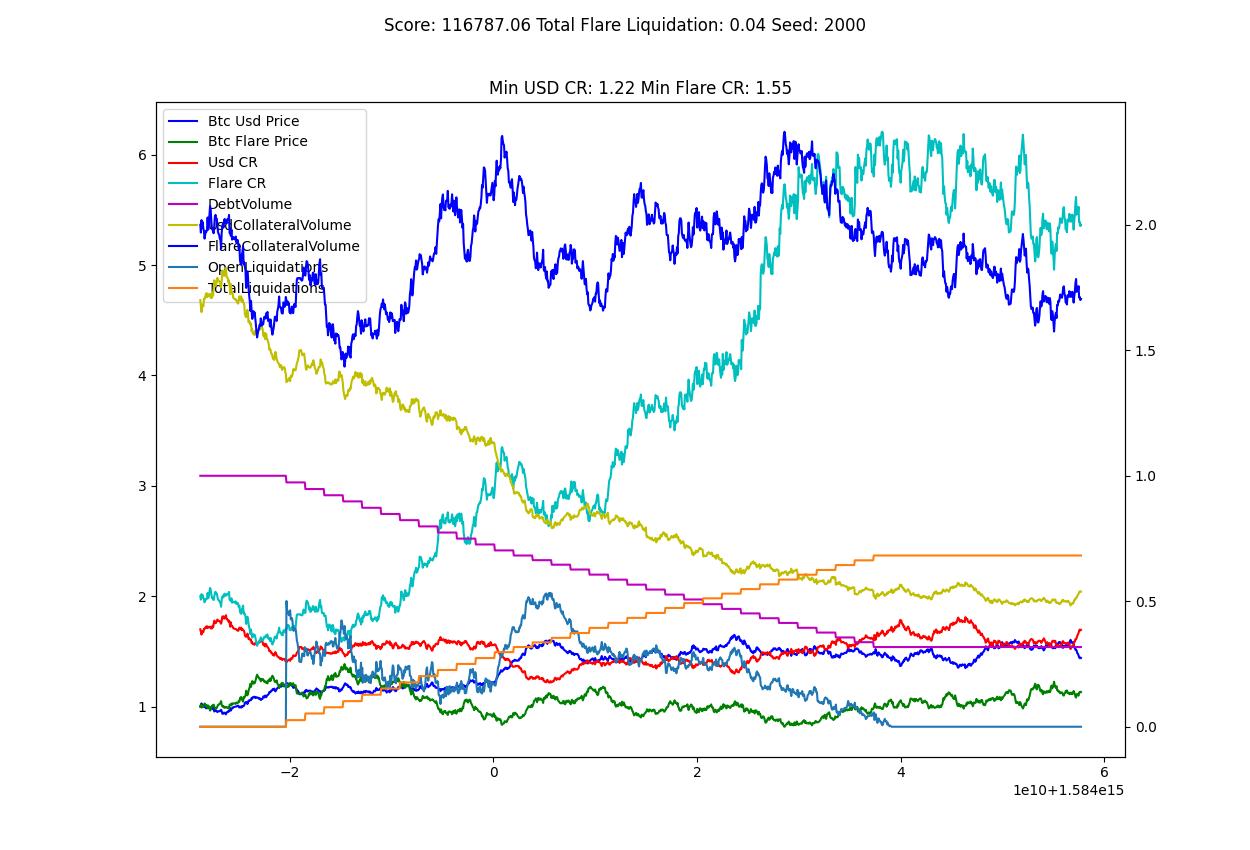 Score: 116787.06 Total Flare Liquidation: 0.04 Seed: 2000
Min USD CR: 1.22 Min Flare CR: 1.55
Btc Usd Price
Btc Flare Price
Usd CR
Flare CR
DebtVolume
UsdCollateralVolume
FlareCollateralVolume
OpenLiquidations
TotalLiquidations
6
5
4
3
2
1
2.0
1.5
1.0
0.5
0.0
−2
0
2
4
6
1e10+1.584e15